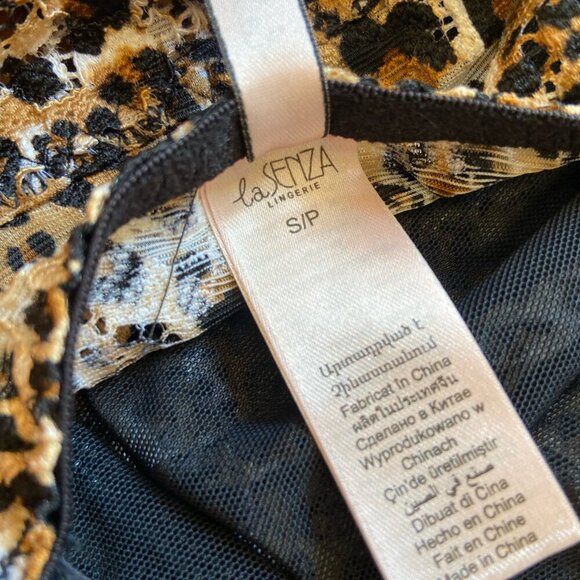 la SENZA
LINGERIE
S/P
Արտադրված է
Չինաստանում
Fabricat în China
ผลิตในประเทศจีน
Сделано в Китае
Wyprodukowano w
Chinach
Çin'de üretilmiştir
صنع في الصين
Dibuat di Cina
Hecho en China
Fait en Chine
Made in China